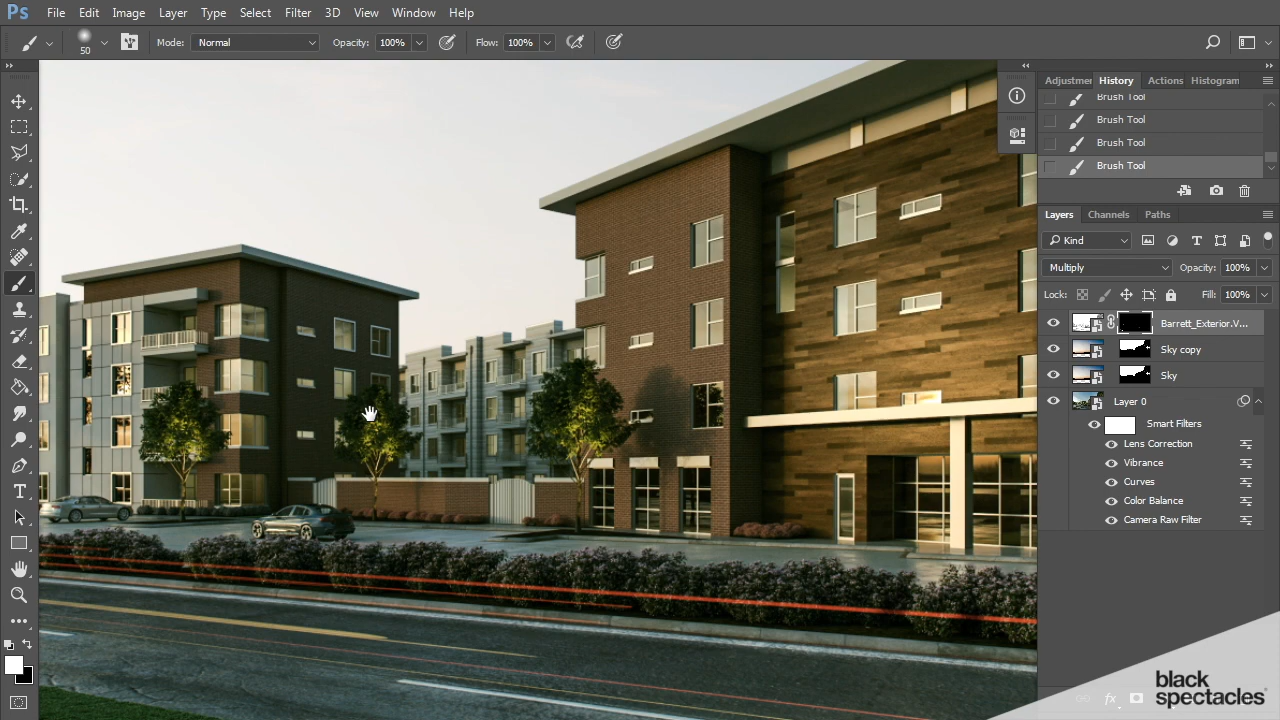 Ps File Edit Image Layer Type Select Filter 3D View Window Help
50 Mode: Normal Opacity: 100% Flow: 100%
Adjustmen History Actions Histogram
Brush Tool
Brush Tool
Brush Tool
Brush Tool
Layers Channels Paths
Kind
Multiply Opacity: 100%
Lock: Fill: 100%
Barrett_Exterior.V...
Sky copy
Sky
Layer 0
Smart Filters
Lens Correction
Vibrance
Curves
Color Balance
Camera Raw Filter
fx
black
spectacles